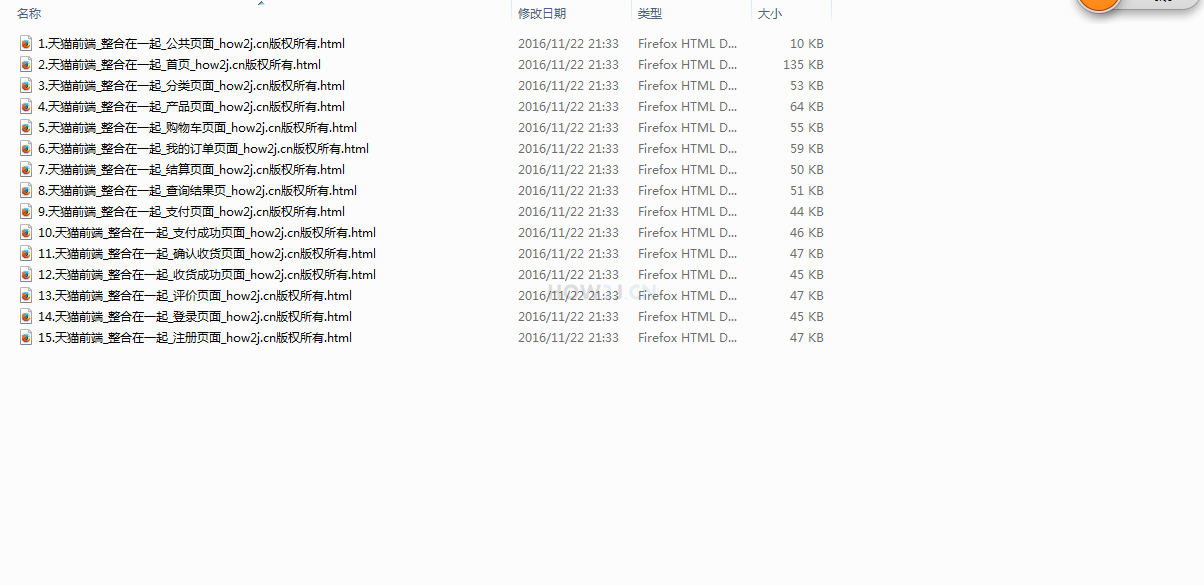 名称 修改日期 类型 大小
1.天猫前端_整合在一起_公共页面_how2j.cn版权所有.html 2016/11/22 21:33 Firefox HTML D... 10 KB
2.天猫前端_整合在一起_首页_how2j.cn版权所有.html 2016/11/22 21:33 Firefox HTML D... 135 KB
3.天猫前端_整合在一起_分类页面_how2j.cn版权所有.html 2016/11/22 21:33 Firefox HTML D... 53 KB
4.天猫前端_整合在一起_产品页面_how2j.cn版权所有.html 2016/11/22 21:33 Firefox HTML D... 64 KB
5.天猫前端_整合在一起_购物车页面_how2j.cn版权所有.html 2016/11/22 21:33 Firefox HTML D... 55 KB
6.天猫前端_整合在一起_我的订单页面_how2j.cn版权所有.html 2016/11/22 21:33 Firefox HTML D... 59 KB
7.天猫前端_整合在一起_结算页面_how2j.cn版权所有.html 2016/11/22 21:33 Firefox HTML D... 50 KB
8.天猫前端_整合在一起_查询结果页_how2j.cn版权所有.html 2016/11/22 21:33 Firefox HTML D... 51 KB
9.天猫前端_整合在一起_支付页面_how2j.cn版权所有.html 2016/11/22 21:33 Firefox HTML D... 44 KB
10.天猫前端_整合在一起_支付成功页面_how2j.cn版权所有.html 2016/11/22 21:33 Firefox HTML D... 46 KB
11.天猫前端_整合在一起_确认收货页面_how2j.cn版权所有.html 2016/11/22 21:33 Firefox HTML D... 47 KB
12.天猫前端_整合在一起_收货成功页面_how2j.cn版权所有.html 2016/11/22 21:33 Firefox HTML D... 45 KB
13.天猫前端_整合在一起_评价页面_how2j.cn版权所有.html 2016/11/22 21:33 Firefox HTML D... 47 KB
HOW2J.CN
14.天猫前端_整合在一起_登录页面_how2j.cn版权所有.html 2016/11/22 21:33 Firefox HTML D... 45 KB
15.天猫前端_整合在一起_注册页面_how2j.cn版权所有.html 2016/11/22 21:33 Firefox HTML D... 47 KB